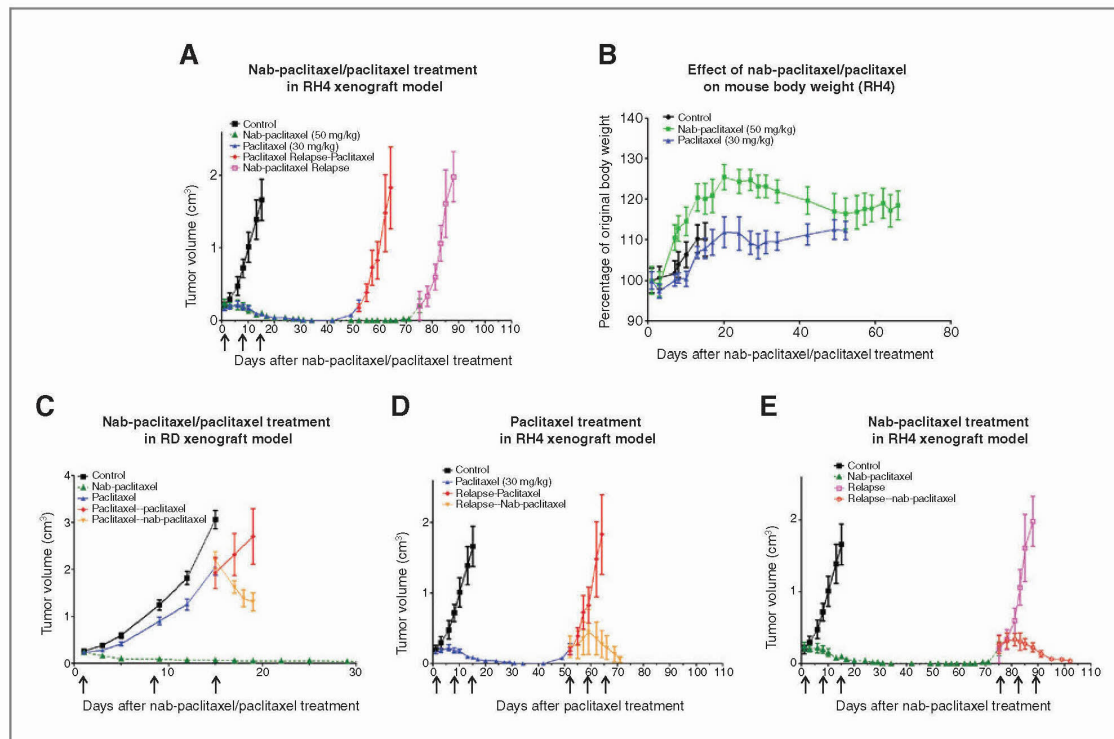 A
Nab-paclitaxel/paclitaxel treatment
in RH4 xenograft model
Control
Nab-paclitaxel (50 mg/kg)
Paclitaxel (30 mg/kg)
Paclitaxel Relapse-Paclitaxel
Nab-paclitaxel Relapse
Tumor volume (cm³)
2
1
0
0 10 20 30 40 50 60 70 80 90 100 110
Days after nab-paclitaxel/paclitaxel treatment
B
Effect of nab-paclitaxel/paclitaxel
on mouse body weight (RH4)
Control
Nab-paclitaxel (50 mg/kg)
Paclitaxel (30 mg/kg)
Percentage of original body weight
140
130
120
110
100
90
0 20 40 60 80
Days after nab-paclitaxel/paclitaxel treatment
C
Nab-paclitaxel/paclitaxel treatment
in RD xenograft model
Control
Nab-paclitaxel
Paclitaxel
Paclitaxel--paclitaxel
Paclitaxel--nab-paclitaxel
Tumor volume (cm³)
4
3
2
1
0
0 10 20 30
Days after nab-paclitaxel/paclitaxel treatment
D
Paclitaxel treatment
in RH4 xenograft model
Control
Paclitaxel (30 mg/kg)
Relapse-Paclitaxel
Relapse--Nab-paclitaxel
Tumor volume (cm³)
2
1
0
0 10 20 30 40 50 60 70 80 90 100 110
Days after paclitaxel treatment
E
Nab-paclitaxel treatment
in RH4 xenograft model
Control
Nab-paclitaxel
Relapse
Relapse--nab-paclitaxel
Tumor volume (cm³)
2
1
0
0 10 20 30 40 50 60 70 80 90 100 110
Days after nab-paclitaxel treatment